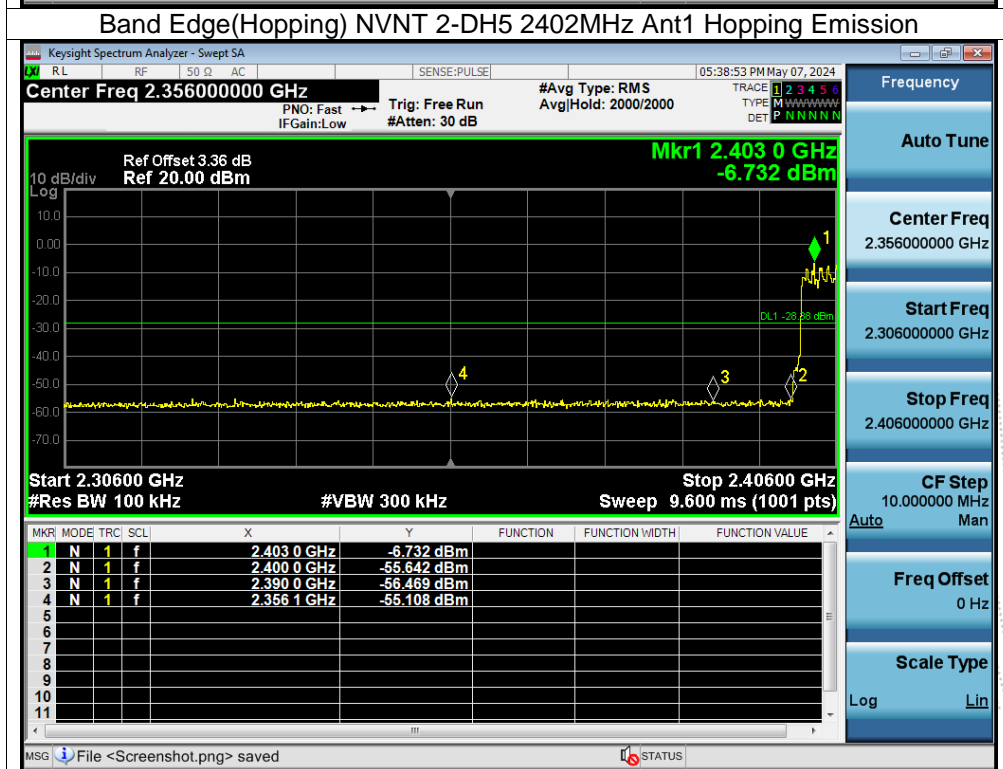 Band Edge(Hopping) NVNT 2-DH5 2402MHz Ant1 Hopping Emission
Keysight Spectrum Analyzer - Swept SA
LXI RL RF 50 Ω AC SENSE:PULSE 05:38:53 PM May 07, 2024
Center Freq 2.356000000 GHz #Avg Type: RMS TRACE 1 2 3 4 5 6
PNO: Fast Trig: Free Run Avg|Hold: 2000/2000 TYPE M WWWWW
IFGain:Low #Atten: 30 dB DET P N N N N N
Mkr1 2.403 0 GHz
-6.732 dBm
Ref Offset 3.36 dB
10 dB/div Ref 20.00 dBm
Log
10.0
0.00
-10.0
-20.0
-30.0
-40.0
-50.0
-60.0
-70.0
1
DL1 -28.98 dBm
4 3 2
Start 2.30600 GHz Stop 2.40600 GHz
#Res BW 100 kHz #VBW 300 kHz Sweep 9.600 ms (1001 pts)
MKR MODE TRC SCL X Y FUNCTION FUNCTION WIDTH FUNCTION VALUE
1 N 1 f 2.403 0 GHz -6.732 dBm
2 N 1 f 2.400 0 GHz -55.642 dBm
3 N 1 f 2.390 0 GHz -56.469 dBm
4 N 1 f 2.356 1 GHz -55.108 dBm
5
6
7
8
9
10
11
MSG File <Screenshot.png> saved STATUS
Frequency
Auto Tune
Center Freq
2.356000000 GHz
Start Freq
2.306000000 GHz
Stop Freq
2.406000000 GHz
CF Step
10.000000 MHz
Auto Man
Freq Offset
0 Hz
Scale Type
Log Lin